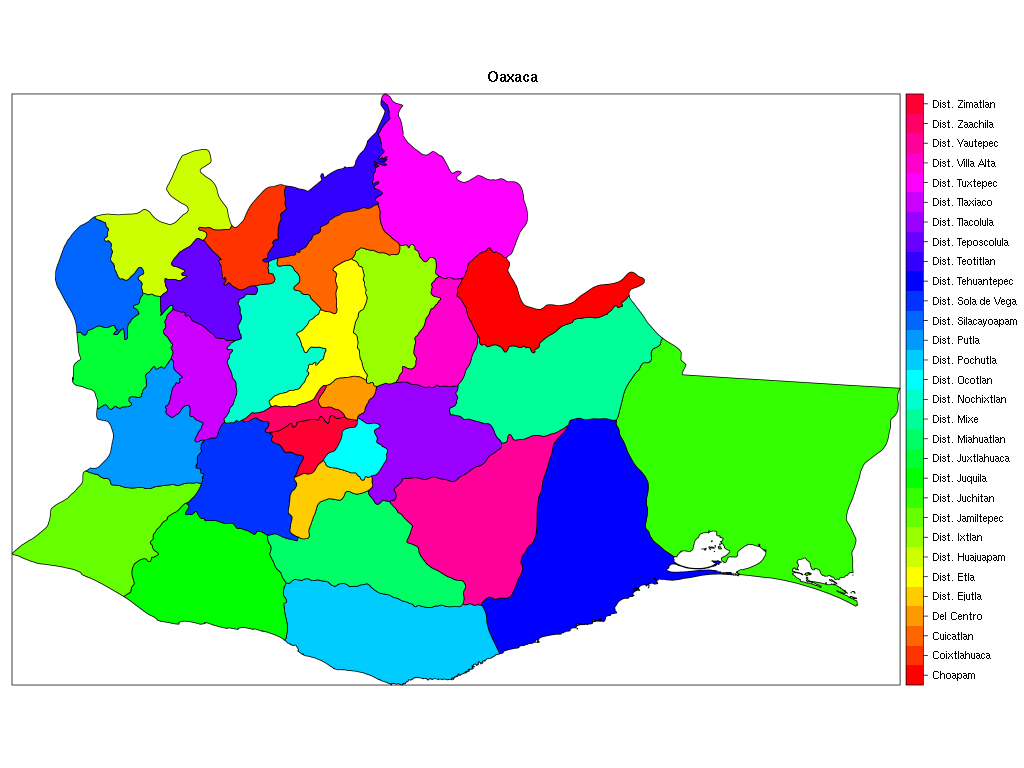 Oaxaca
Dist. Zimatlan
Dist. Zaachila
Dist. Yautepec
Dist. Villa Alta
Dist. Tuxtepec
Dist. Tlaxiaco
Dist. Tlacolula
Dist. Teposcolula
Dist. Teotitlan
Dist. Tehuantepec
Dist. Sola de Vega
Dist. Silacayoapam
Dist. Putla
Dist. Pochutla
Dist. Ocotlan
Dist. Nochixtlan
Dist. Mixe
Dist. Miahuatlan
Dist. Juxtlahuaca
Dist. Juquila
Dist. Juchitan
Dist. Jamiltepec
Dist. Ixtlan
Dist. Huajuapam
Dist. Etla
Dist. Ejutla
Del Centro
Cuicatlan
Coixtlahuaca
Choapam